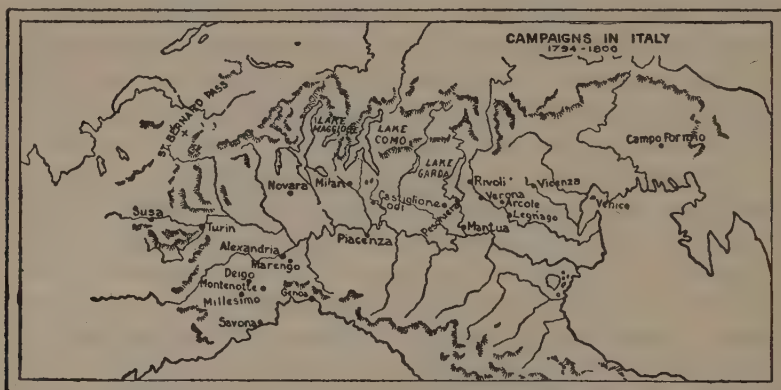 CAMPAIGNS IN ITALY
1794-1800
ST. BERNARD PASS
LAKE
MAGGIORE
LAKE
COMO
LAKE
GARDA
Campo Formio
Novara
Milan
Castiglione
Lodi
Peschiera
Rivoli
Verona
Arcole
Legnago
Vicenza
Venice
Susa
Turin
Piacenza
Mantua
Alexandria
Marengo
Deigo
Montenotte
Millesimo
Genoa
Savona